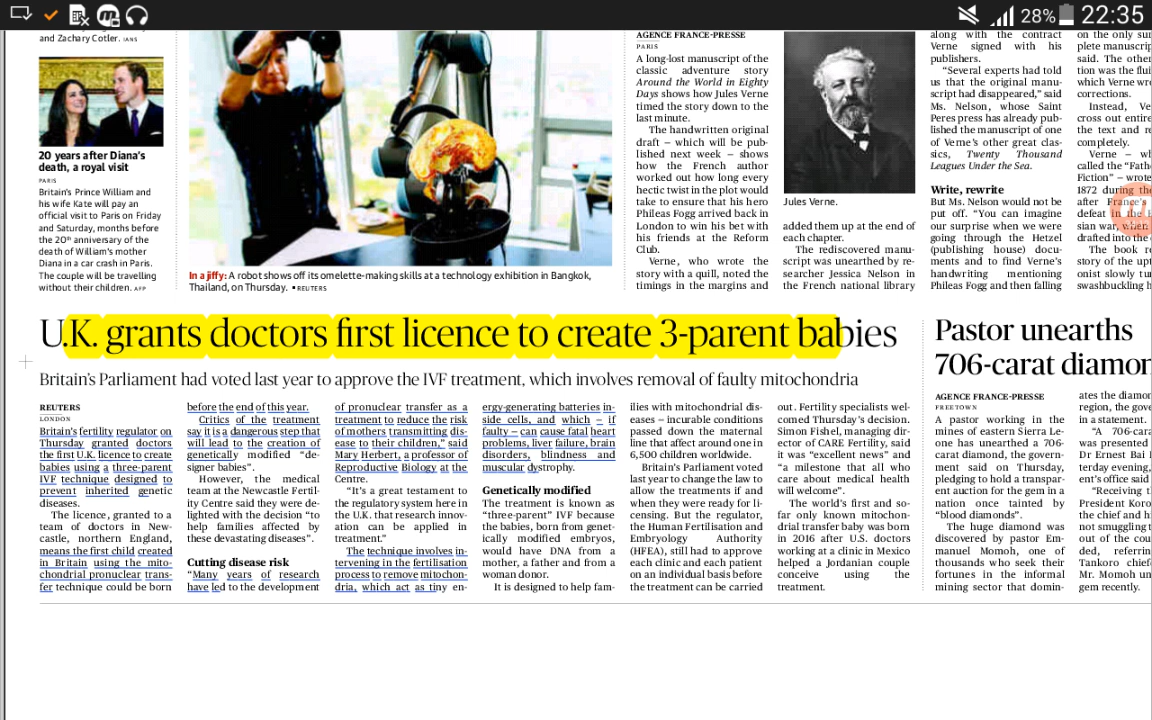 28% 22:35
and Zachary Cotler. IANS
20 years after Diana's
death, a royal visit
PARIS
Britain's Prince William and
his wife Kate will pay an
official visit to Paris on Friday
and Saturday, months before
the 20th anniversary of the
death of William's mother
Diana in a car crash in Paris.
The couple will be travelling
without their children. AFP
In a jiffy: A robot shows off its omelette-making skills at a technology exhibition in Bangkok,
Thailand, on Thursday. ▪ REUTERS
AGENCE FRANCE-PRESSE
PARIS
A long-lost manuscript of the
classic adventure story
Around the World in Eighty
Days shows how Jules Verne
timed the story down to the
last minute.
The handwritten original
draft – which will be pub-
lished next week – shows
how the French author
worked out how long every
hectic twist in the plot would
take to ensure that his hero
Phileas Fogg arrived back in
London to win his bet with
his friends at the Reform
Club.
Verne, who wrote the
story with a quill, noted the
timings in the margins and
Jules Verne.
added them up at the end of
each chapter.
The rediscovered manu-
script was unearthed by re-
searcher Jessica Nelson in
the French national library
along with the contract
Verne signed with his
publishers.
“Several experts had told
us that the original manu-
script had disappeared,” said
Ms. Nelson, whose Saint
Peres press has already pub-
lished the manuscript of one
of Verne's other great clas-
sics, Twenty Thousand
Leagues Under the Sea.
Write, rewrite
But Ms. Nelson would not be
put off. “You can imagine
our surprise when we were
going through the Hetzel
(publishing house) docu-
ments and to find Verne's
handwriting mentioning
Phileas Fogg and then falling
on the only sur
plete manuscrip
said. The other
tion was the flui
which Verne wro
corrections.
Instead, Ve
cross out entire
the text and re
completely.
Verne – wh
called the “Fath
Fiction” – wrote
1872 during the
after France's
defeat in the
sian war, when
drafted into the
The book r
story of the upt
onist slowly tu
swashbuckling h
U.K. grants doctors first licence to create 3-parent babies
Britain's Parliament had voted last year to approve the IVF treatment, which involves removal of faulty mitochondria
REUTERS
LONDON
Britain's fertility regulator on
Thursday granted doctors
the first U.K. licence to create
babies using a three-parent
IVF technique designed to
prevent inherited genetic
diseases.
The licence, granted to a
team of doctors in New-
castle, northern England,
means the first child created
in Britain using the mito-
chondrial pronuclear trans-
fer technique could be born
before the end of this year.
Critics of the treatment
say it is a dangerous step that
will lead to the creation of
genetically modified “de-
signer babies”.
However, the medical
team at the Newcastle Fertil-
ity Centre said they were de-
lighted with the decision “to
help families affected by
these devastating diseases”.
Cutting disease risk
“Many years of research
have led to the development
of pronuclear transfer as a
treatment to reduce the risk
of mothers transmitting dis-
ease to their children,” said
Mary Herbert, a professor of
Reproductive Biology at the
Centre.
“It's a great testament to
the regulatory system here in
the U.K. that research innov-
ation can be applied in
treatment.”
The technique involves in-
tervening in the fertilisation
process to remove mitochon-
dria, which act as tiny en-
ergy-generating batteries in-
side cells, and which – if
faulty – can cause fatal heart
problems, liver failure, brain
disorders, blindness and
muscular dystrophy.
Genetically modified
The treatment is known as
“three-parent” IVF because
the babies, born from genet-
ically modified embryos,
would have DNA from a
mother, a father and from a
woman donor.
It is designed to help fam-
ilies with mitochondrial dis-
eases – incurable conditions
passed down the maternal
line that affect around one in
6,500 children worldwide.
Britain's Parliament voted
last year to change the law to
allow the treatments if and
when they were ready for li-
censing. But the regulator,
the Human Fertilisation and
Embryology Authority
(HFEA), still had to approve
each clinic and each patient
on an individual basis before
the treatment can be carried
out. Fertility specialists wel-
comed Thursday's decision.
Simon Fishel, managing dir-
ector of CARE Fertility, said
it was “excellent news” and
“a milestone that all who
care about medical health
will welcome”.
The world's first and so-
far only known mitochon-
drial transfer baby was born
in 2016 after U.S. doctors
working at a clinic in Mexico
helped a Jordanian couple
conceive using the
treatment.
Pastor unearths
706-carat diamon
AGENCE FRANCE-PRESSE
FREETOWN
A pastor working in the
mines of eastern Sierra Le-
one has unearthed a 706-
carat diamond, the govern-
ment said on Thursday,
pledging to hold a transpar-
ent auction for the gem in a
nation once tainted by
“blood diamonds”.
The huge diamond was
discovered by pastor Em-
manuel Momoh, one of
thousands who seek their
fortunes in the informal
mining sector that domin-
ates the diamon
region, the gove
in a statement.
“A 706-cara
was presented
Dr Ernest Bai
terday evening,
ent's office said
“Receiving t
President Koro
the chief and hi
not smuggling t
out of the cou
ded, referrin
Tankoro chief
Mr. Momoh un
gem recently.